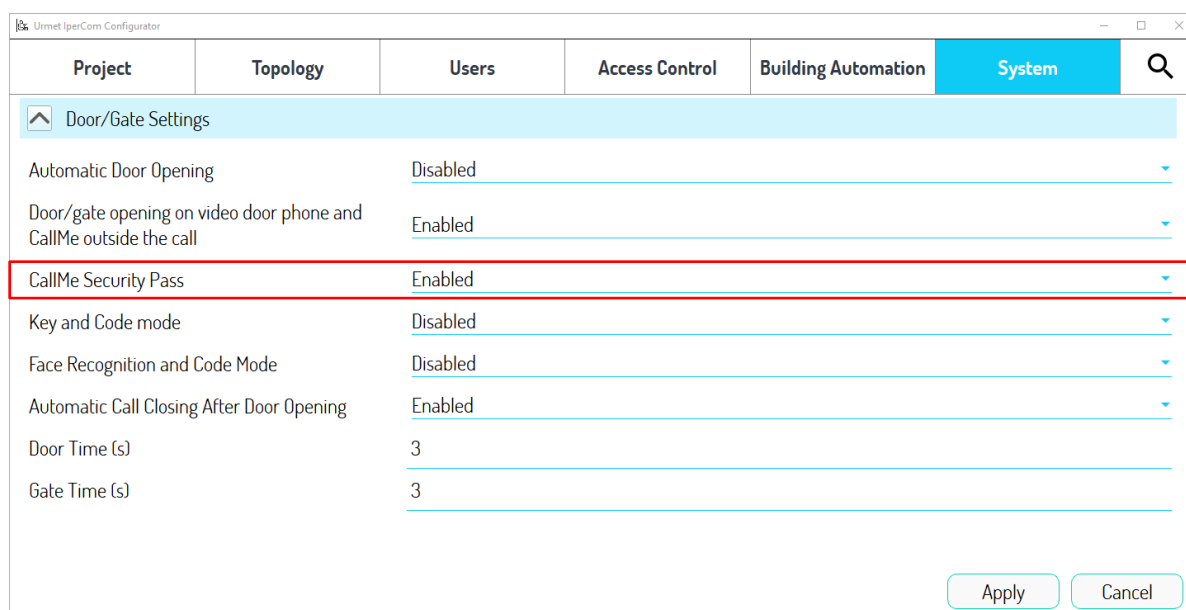 Urmet IperCom Configurator
Project Topology Users Access Control Building Automation System
Door/Gate Settings
Automatic Door Opening Disabled
Door/gate opening on video door phone and
CallMe outside the call Enabled
CallMe Security Pass Enabled
Key and Code mode Disabled
Face Recognition and Code Mode Disabled
Automatic Call Closing After Door Opening Enabled
Door Time (s) 3
Gate Time (s) 3
Apply Cancel